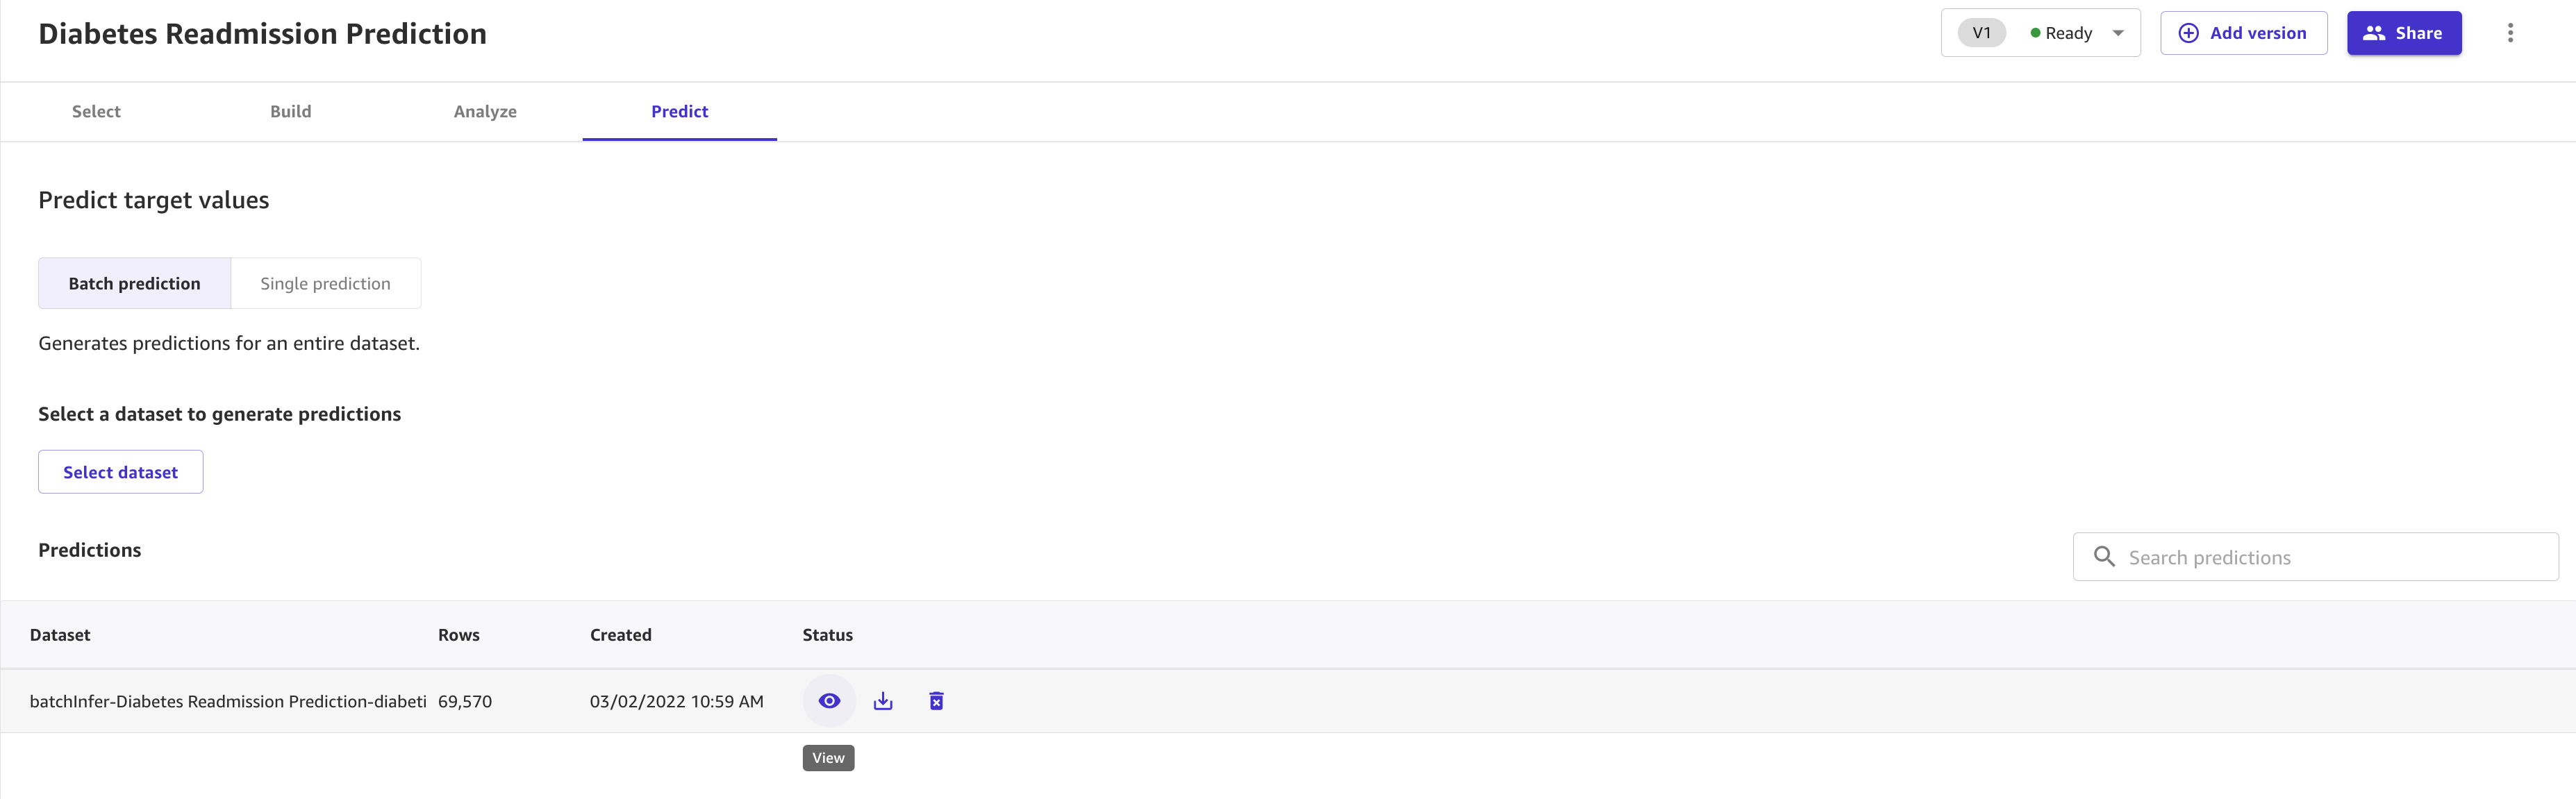 Diabetes Readmission Prediction
V1 Ready Add version Share
Select Build Analyze Predict
Predict target values
Batch prediction Single prediction
Generates predictions for an entire dataset.
Select a dataset to generate predictions
Select dataset
Predictions
Search predictions
Dataset Rows Created Status
batchInfer-Diabetes Readmission Prediction-diabeti 69,570 03/02/2022 10:59 AM
View